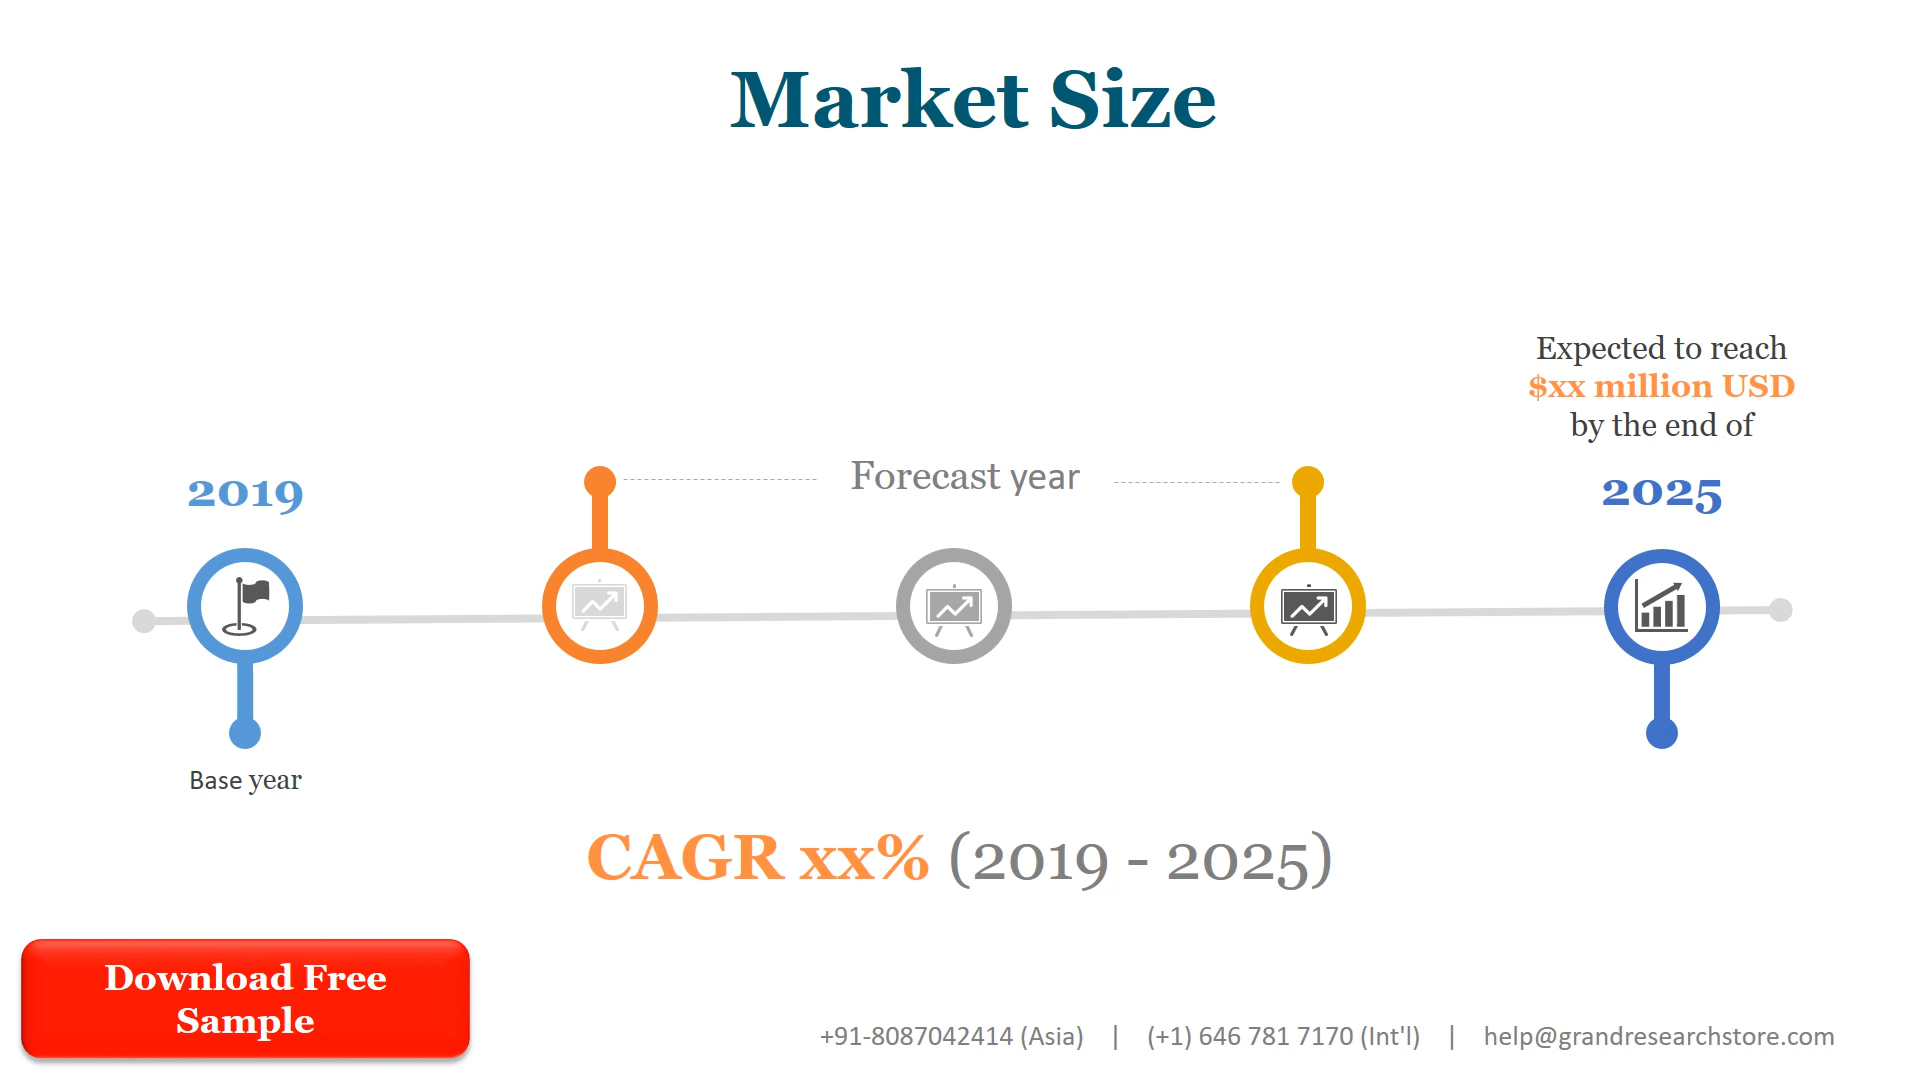 Market Size
Expected to reach
$xx million USD
by the end of
2019
Forecast year
2025
Base year
CAGR xx% (2019 - 2025)
Download Free
Sample
+91-8087042414 (Asia) | (+1) 646 781 7170 (Int'l) | help@grandresearchstore.com